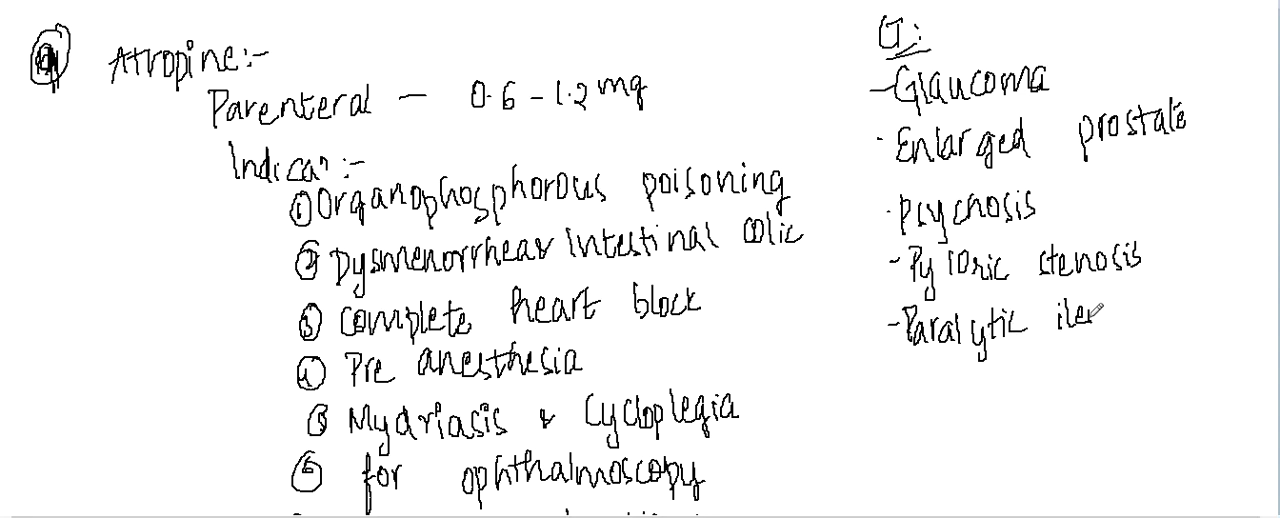 Atropine:-
Parenteral — 0.6 - 1.2 mg
Indicaⁿ:-
① Organophosphorous poisoning
② Dysmenorrhea & Intestinal colic
③ complete heart block
④ Pre anesthesia
⑤ Mydriasis & Cycloplegia
⑥ for ophthalmoscopy
- Glaucoma
· Enlarged prostate
· Psychosis
- Pyloric stenosis
- Paralytic ile